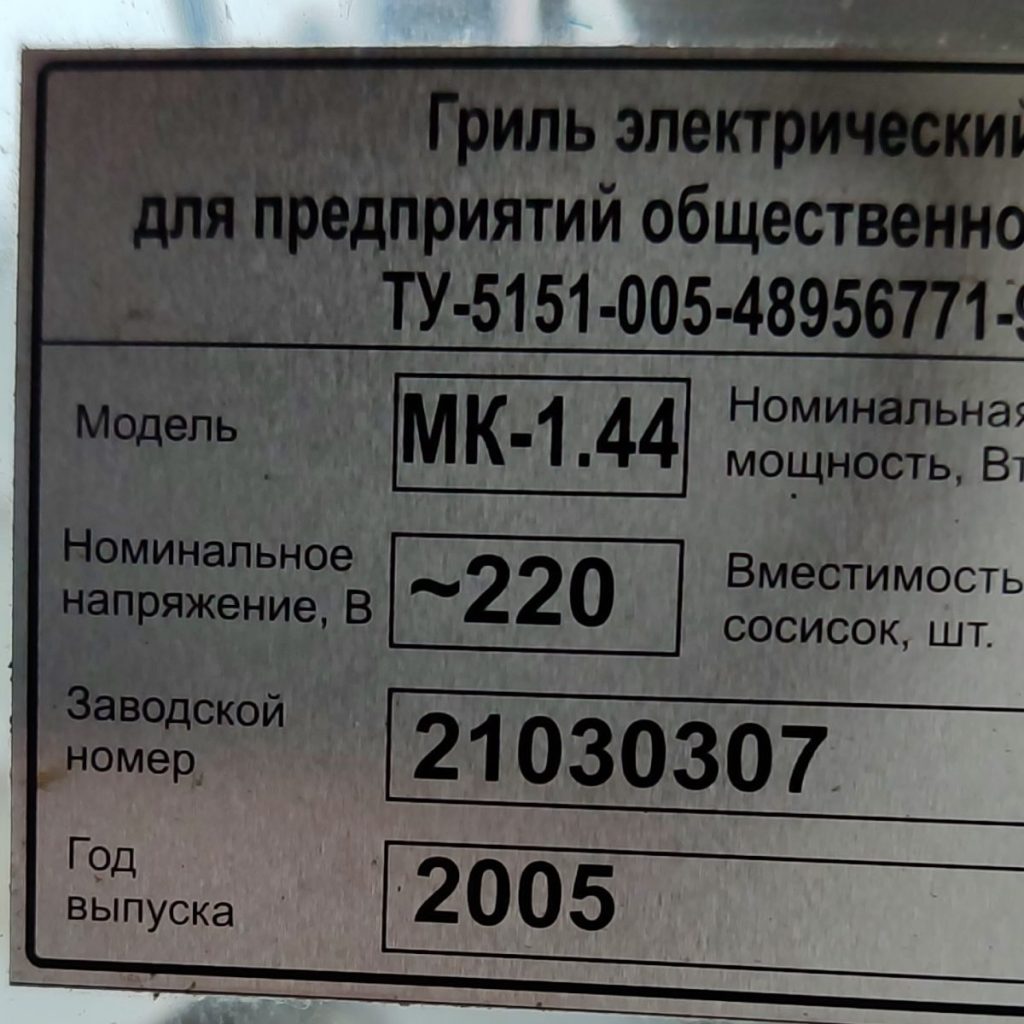 Гриль электрический
для предприятий общественно
ТУ-5151-005-48956771-9
Модель МК-1.44 Номинальная
мощность, Вт
Номинальное
напряжение, В ~220 Вместимость
сосисок, шт.
Заводской
номер 21030307
Год
выпуска 2005